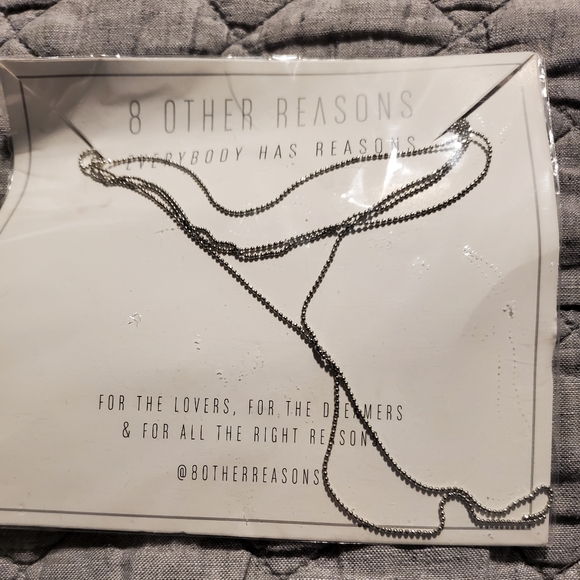 8 OTHER REASONS
EVERYBODY HAS REASONS
FOR THE LOVERS, FOR THE DREAMERS
& FOR ALL THE RIGHT REASONS
@8OTHERREASONS